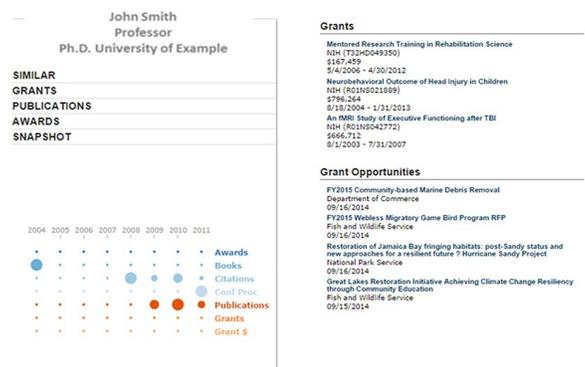 John Smith
Professor
Ph.D. University of Example
SIMILAR
GRANTS
PUBLICATIONS
AWARDS
SNAPSHOT
2004 2005 2006 2007 2008 2009 2010 2011
Awards
Books
Citations
Conf Proc
Publications
Grants
Grant $
Grants
Mentored Research Training in Rehabilitation Science
NIH (T32HD049350)
$167,459
5/4/2006 - 4/30/2012
Neurobehavioral Outcome of Head Injury in Children
NIH (R01NS021889)
$796,264
8/18/2004 - 1/31/2013
An fMRI Study of Executive Functioning after TBI
NIH (R01NS042772)
$666,712
8/1/2003 - 7/31/2007
Grant Opportunities
FY2015 Community-based Marine Debris Removal
Department of Commerce
09/16/2014
FY2015 Webless Migratory Game Bird Program RFP
Fish and Wildlife Service
09/16/2014
Restoration of Jamaica Bay fringing habitats: post-Sandy status and
new approaches for a resilient future ? Hurricane Sandy Project
National Park Service
09/16/2014
Great Lakes Restoration Initiative Achieving Climate Change Resiliency
through Community Education
Fish and Wildlife Service
09/15/2014